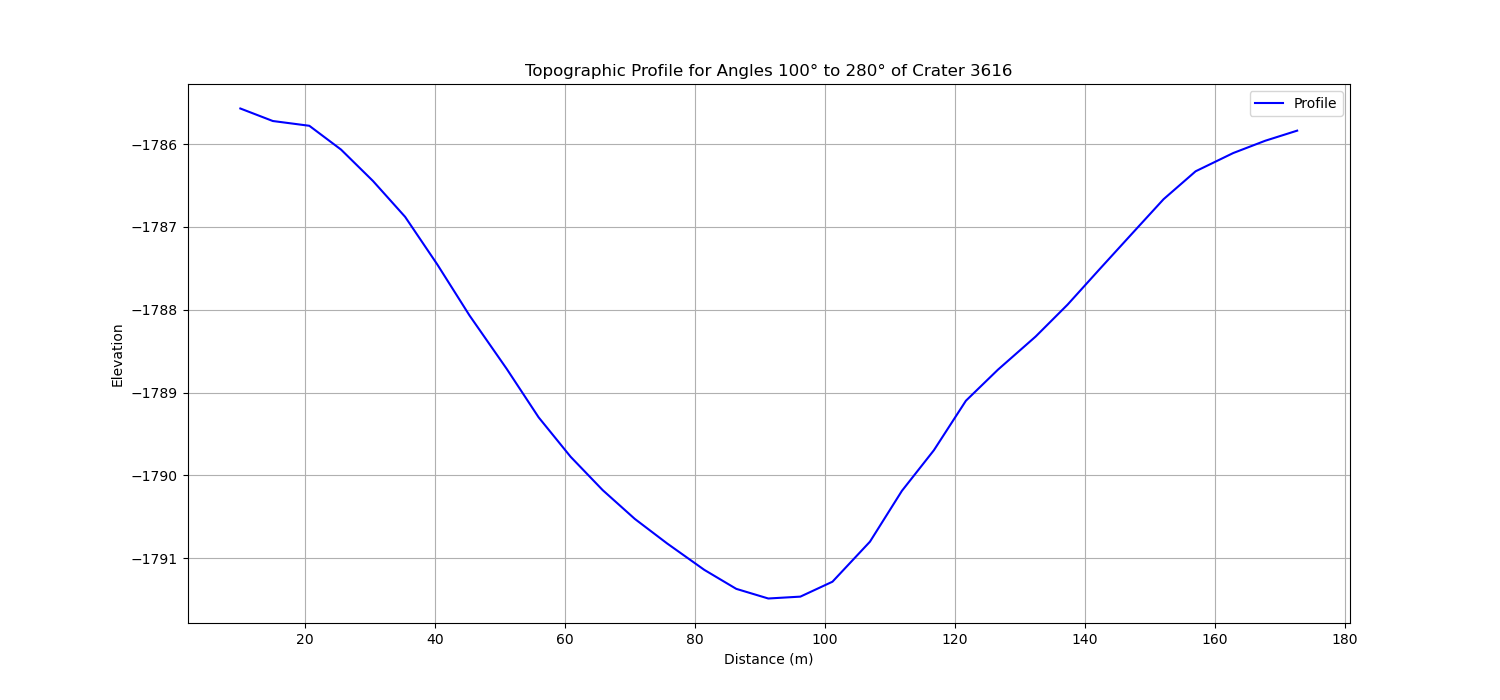 Topographic Profile for Angles 100° to 280° of Crater 3616
Profile
−1786
−1787
−1788
−1789
−1790
−1791
Elevation
20 40 60 80 100 120 140 160 180
Distance (m)